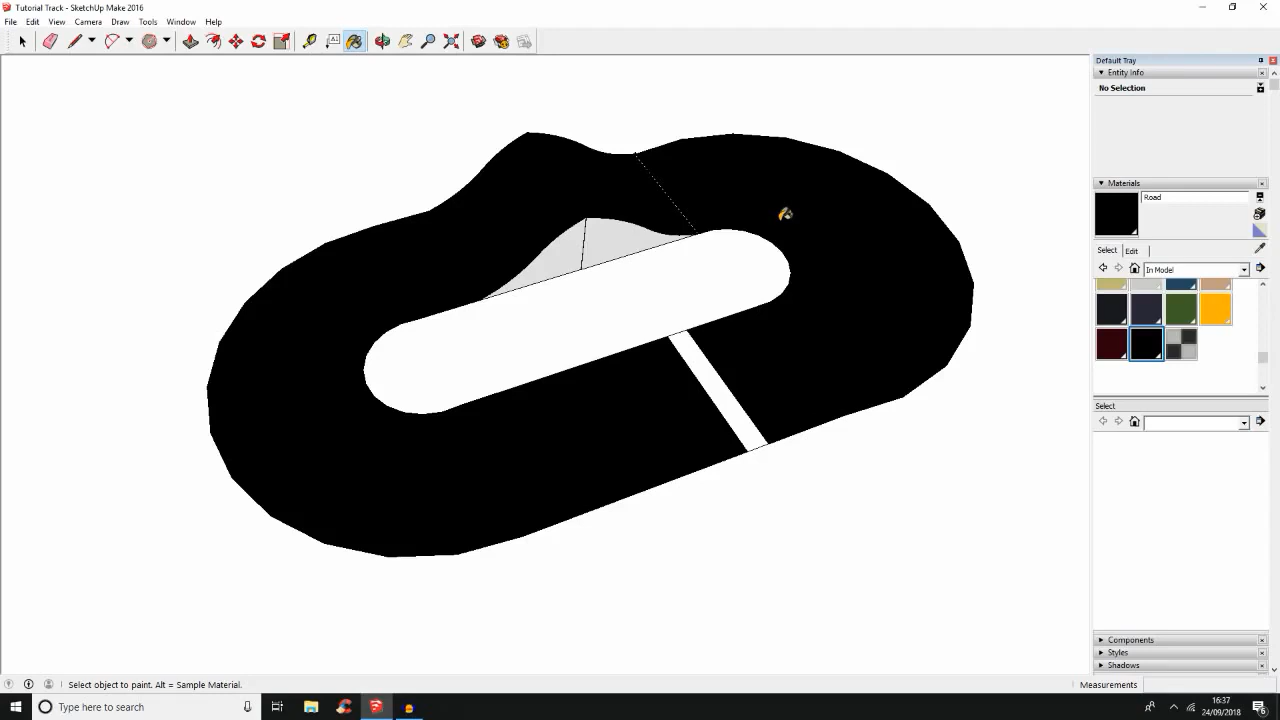 Tutorial Track - SketchUp Make 2016
File Edit View Camera Draw Tools Window Help
Default Tray
Entity Info
No Selection
Materials
Road
Select Edit
In Model
Select
Components
Styles
Shadows
Select object to paint. Alt = Sample Material.
Measurements
Type here to search
16:37
24/09/2018